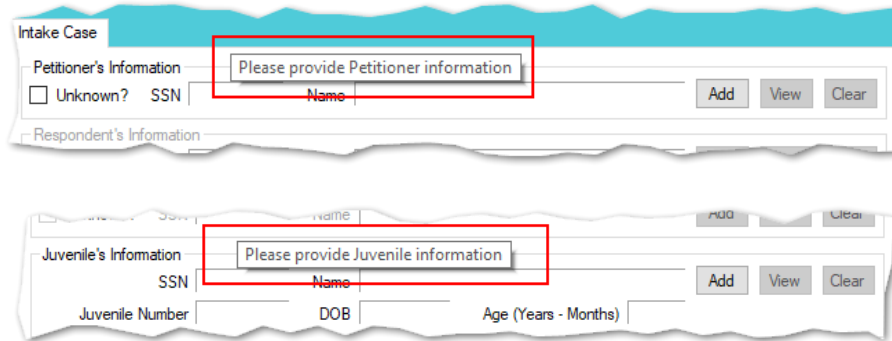 Intake Case
Petitioner's Information
Please provide Petitioner information
Unknown? SSN Name Add View Clear
Respondent's Information
Name Add Clear
Juvenile's Information
Please provide Juvenile information
SSN Name Add View Clear
Juvenile Number DOB Age (Years - Months)